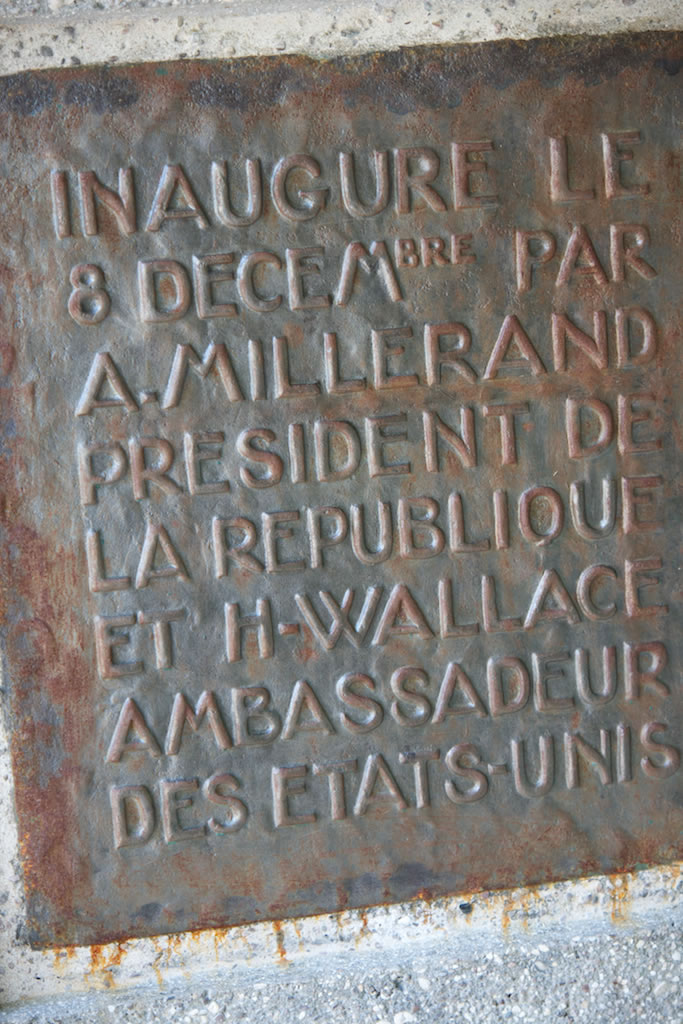 INAUGURE LE
8 DECEMBRE PAR
A. MILLERAND
PRESIDENT DE
LA REPUBLIQUE
ET H-WALLACE
AMBASSADEUR
DES ETATS-UNIS